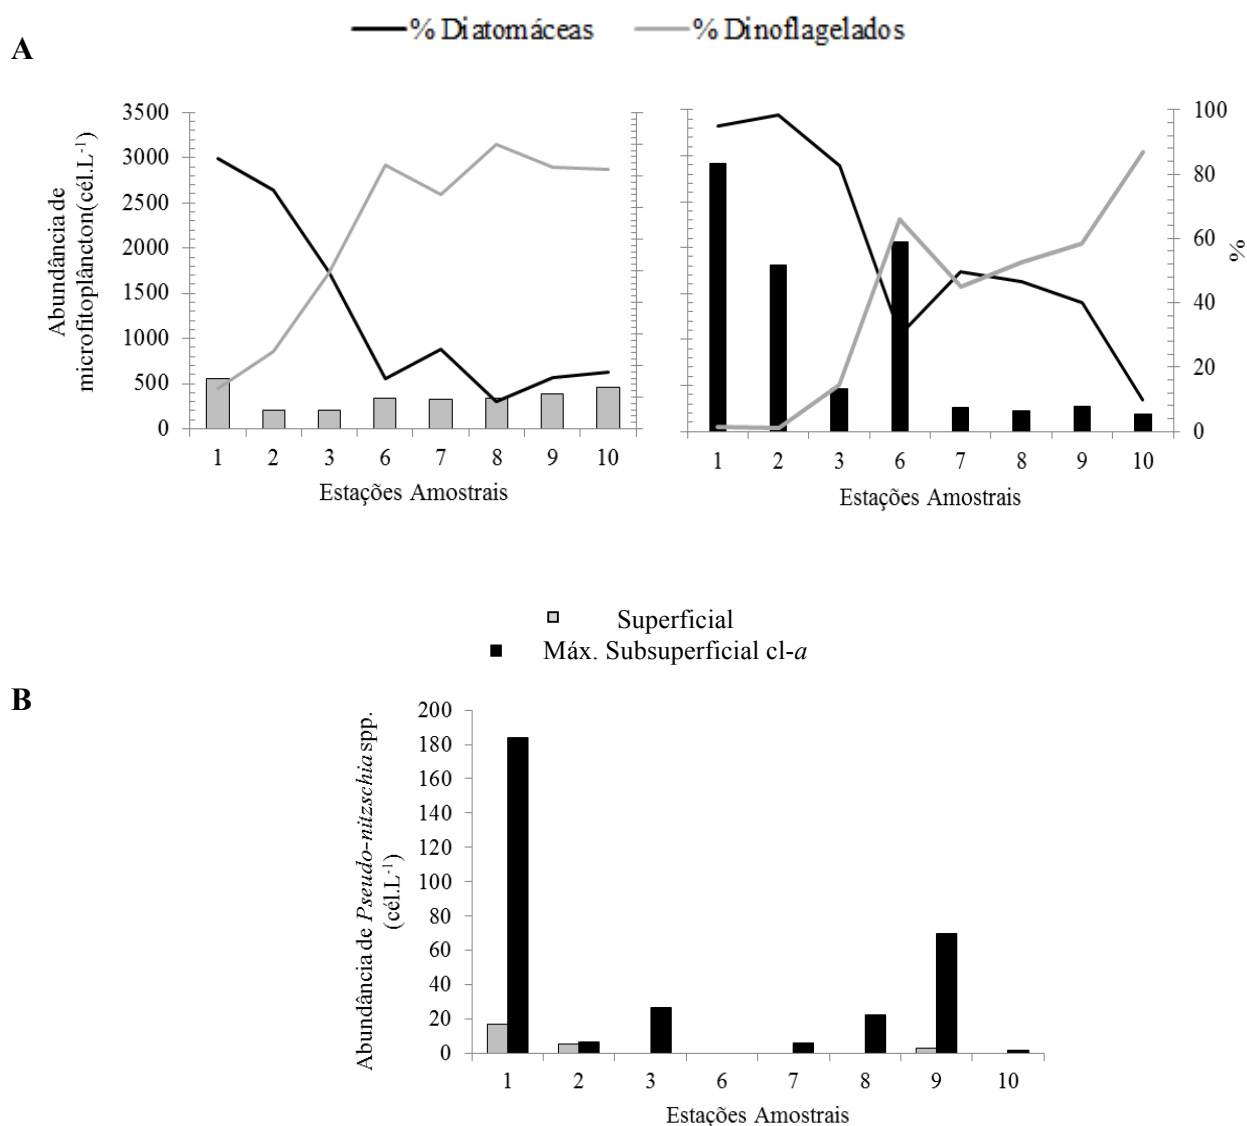 % Diatomáceas % Dinoflagelados
A
Abundância de
microfitoplâncton(cél.L-1)
3500
3000
2500
2000
1500
1000
500
0
1 2 3 6 7 8 9 10
Estações Amostrais
100
80
60
40
20
0
%
1 2 3 6 7 8 9 10
Estações Amostrais
Superficial
Máx. Subsuperficial cl-a
B
Abundância de Pseudo-nitzschia spp.
(cél.L-1)
200
180
160
140
120
100
80
60
40
20
0
1 2 3 6 7 8 9 10
Estações Amostrais